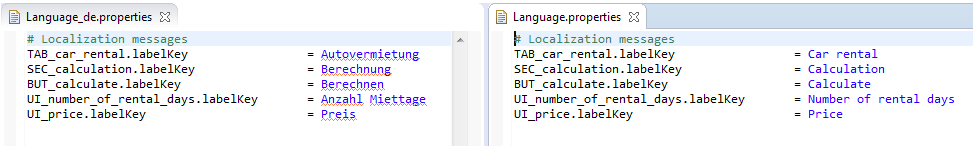 Language_de.properties
# Localization messages
TAB_car_rental.labelKey = Autovermietung
SEC_calculation.labelKey = Berechnung
BUT_calculate.labelKey = Berechnen
UI_number_of_rental_days.labelKey = Anzahl Miettage
UI_price.labelKey = Preis
Language.properties
# Localization messages
TAB_car_rental.labelKey = Car rental
SEC_calculation.labelKey = Calculation
BUT_calculate.labelKey = Calculate
UI_number_of_rental_days.labelKey = Number of rental days
UI_price.labelKey = Price